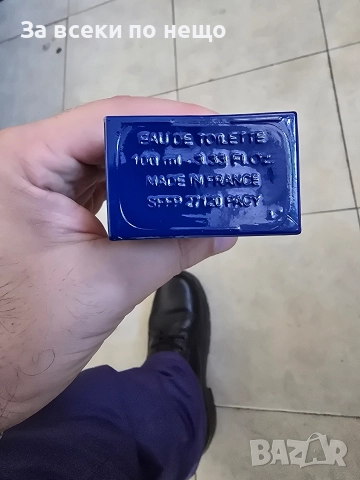 За всеки по нещо
EAU DE TOILETTE
100 ml - 3.33 FL.OZ.
MADE IN FRANCE
SFFP 27120 PACY
BAZAR